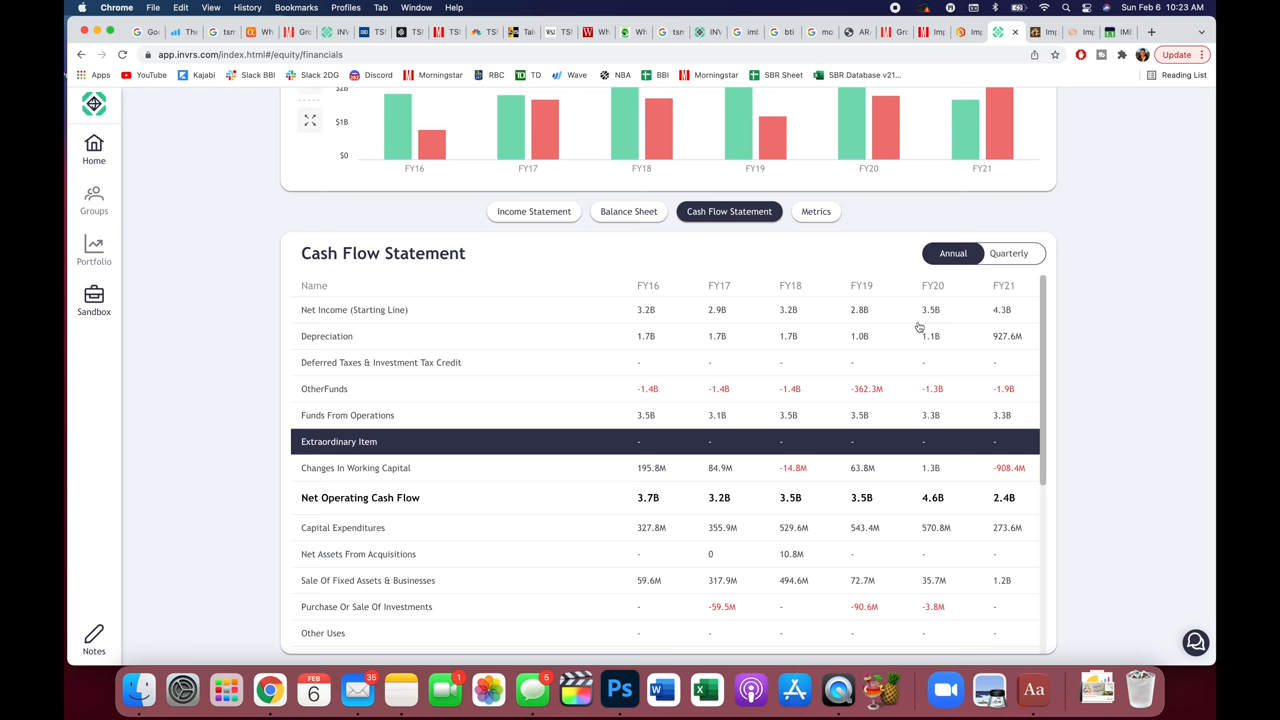 Chrome File Edit View History Bookmarks Profiles Tab Window Help Sun Feb 6 10:23 AM
app.invrs.com/index.html#/equity/financials Update
Apps YouTube Kajabi Slack BBI Slack 2DG Discord Morningstar RBC TD Wave NBA BBI Morningstar SBR Sheet SBR Database v21... Reading List
$2B
$1B
$0
FY16 FY17 FY18 FY19 FY20 FY21
Home
Groups
Portfolio
Sandbox
Notes
Income Statement Balance Sheet Cash Flow Statement Metrics
Cash Flow Statement Annual Quarterly
Name FY16 FY17 FY18 FY19 FY20 FY21
Net Income (Starting Line) 3.2B 2.9B 3.2B 2.8B 3.5B 4.3B
Depreciation 1.7B 1.7B 1.7B 1.0B 1.1B 927.6M
Deferred Taxes & Investment Tax Credit - - - - - -
OtherFunds -1.4B -1.4B -1.4B -362.3M -1.3B -1.9B
Funds From Operations 3.5B 3.1B 3.5B 3.5B 3.3B 3.3B
Extraordinary Item - - - - - -
Changes In Working Capital 195.8M 84.9M -14.8M 63.8M 1.3B -908.4M
Net Operating Cash Flow 3.7B 3.2B 3.5B 3.5B 4.6B 2.4B
Capital Expenditures 327.8M 355.9M 529.6M 543.4M 570.8M 273.6M
Net Assets From Acquisitions - 0 10.8M - - -
Sale Of Fixed Assets & Businesses 59.6M 317.9M 494.6M 72.7M 35.7M 1.2B
Purchase Or Sale Of Investments - -59.5M - -90.6M -3.8M -
Other Uses - - - - - -
FEB 6 35 1 5 Ps W X Aa